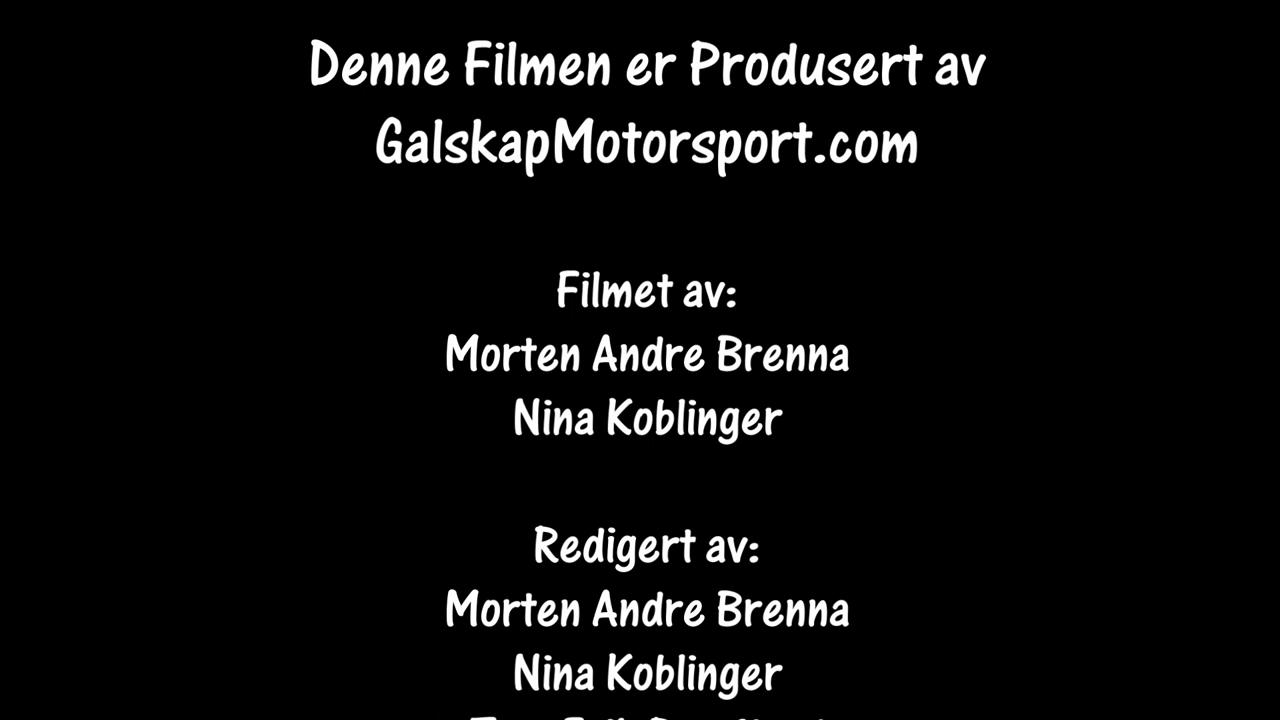 Denne Filmen er Produsert av
GalskapMotorsport.com
Filmet av:
Morten Andre Brenna
Nina Koblinger
Redigert av:
Morten Andre Brenna
Nina Koblinger